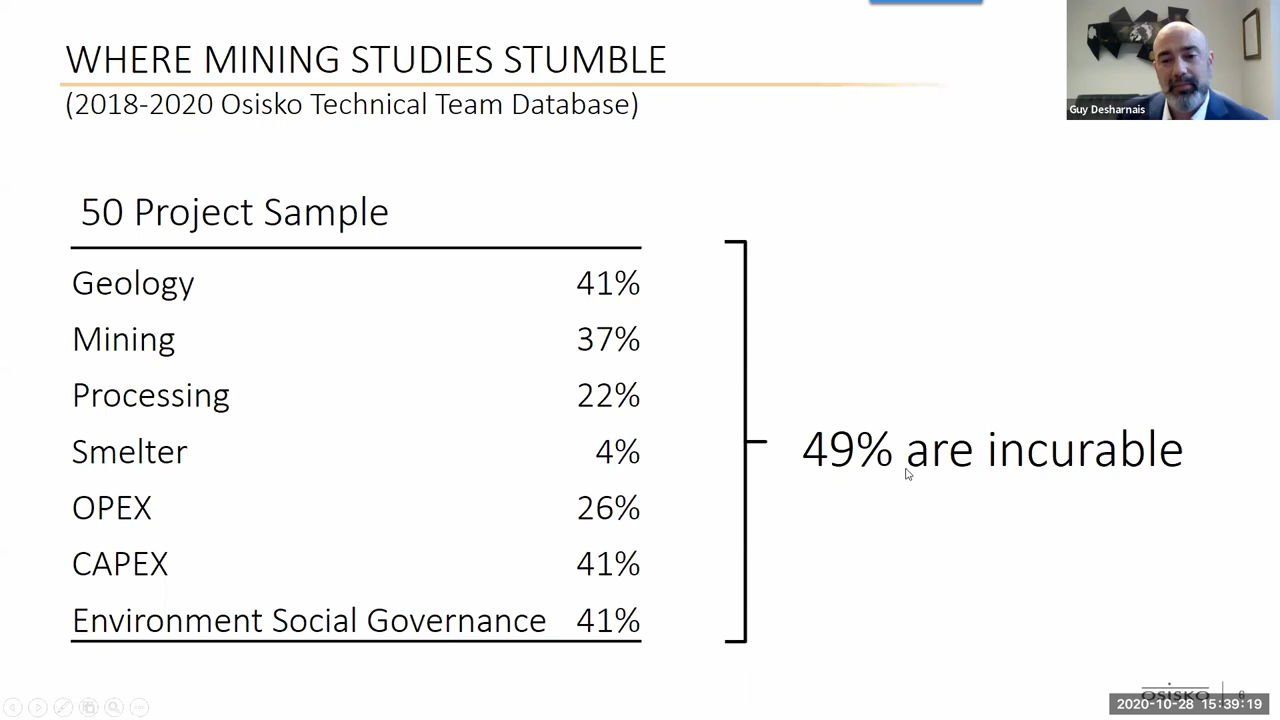 WHERE MINING STUDIES STUMBLE
(2018-2020 Osisko Technical Team Database)
Guy Desharnais
50 Project Sample
Geology 41%
Mining 37%
Processing 22%
Smelter 4%
OPEX 26%
CAPEX 41%
Environment Social Governance 41%
49% are incurable
OSISKO 6
2020-10-28 15:39:19